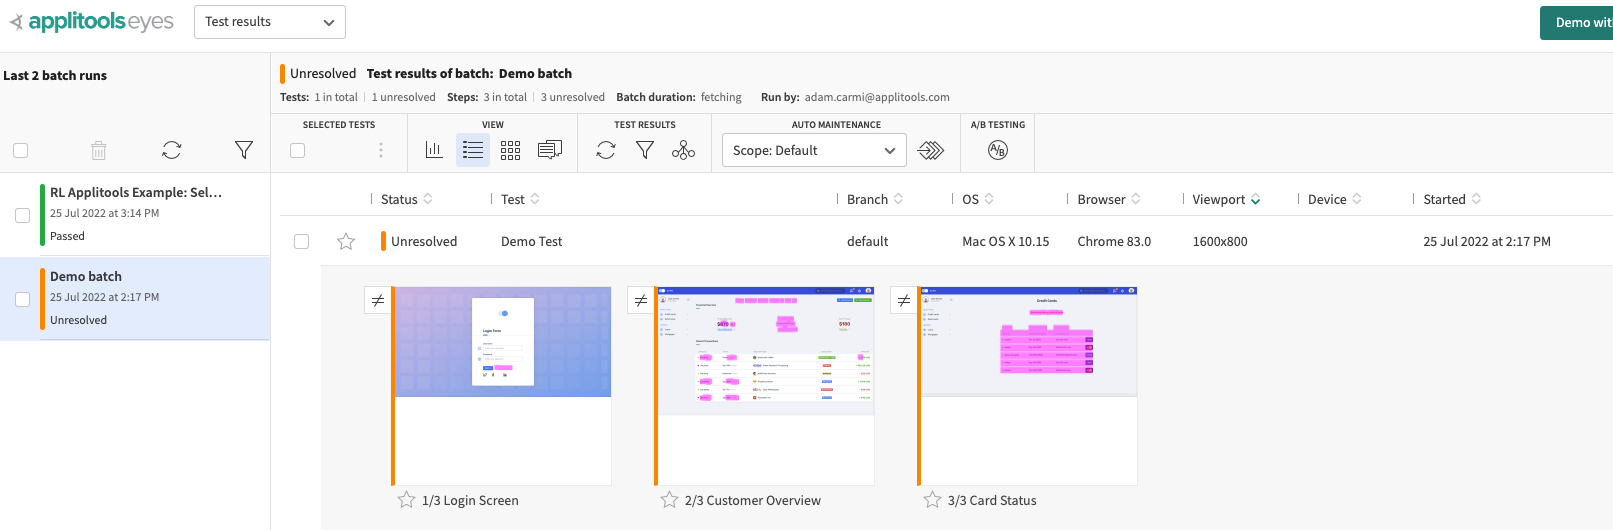 applitools eyes
Test results
Demo wit
Last 2 batch runs
RL Applitools Example: Sel...
25 Jul 2022 at 3:14 PM
Passed
Demo batch
25 Jul 2022 at 2:17 PM
Unresolved
Unresolved Test results of batch: Demo batch
Tests: 1 in total | 1 unresolved Steps: 3 in total | 3 unresolved Batch duration: fetching Run by: adam.carmi@applitools.com
SELECTED TESTS VIEW TEST RESULTS AUTO MAINTENANCE A/B TESTING
Scope: Default
A/B
Status Test Branch OS Browser Viewport Device Started
Unresolved Demo Test default Mac OS X 10.15 Chrome 83.0 1600x800 25 Jul 2022 at 2:17 PM
≠ ≠ ≠
Login Form
Credit Cards
$180
1/3 Login Screen 2/3 Customer Overview 3/3 Card Status